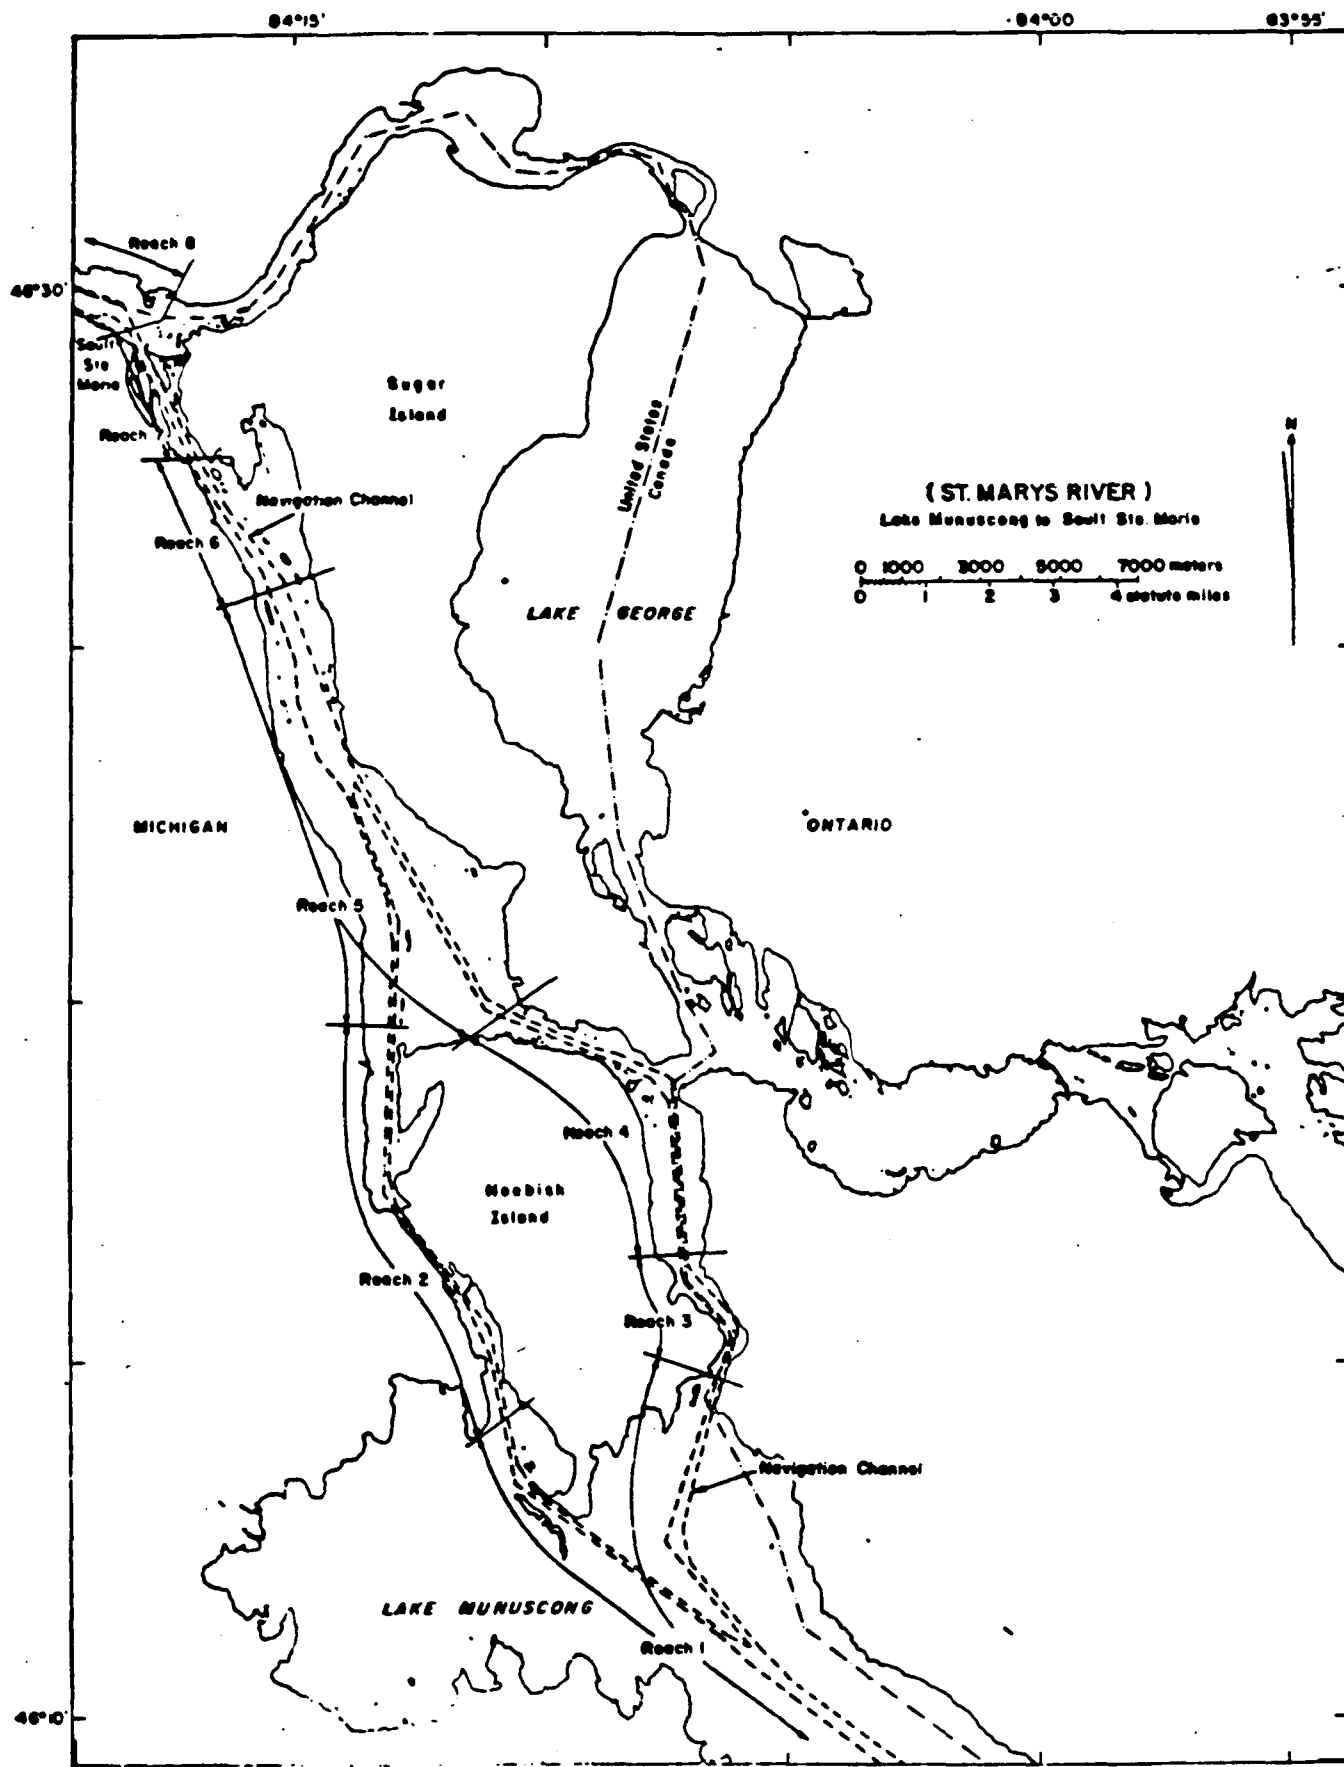 84°15'
84°00'
83°55'
Reach 8
46°30'
Sault
Ste
Marie
Sugar
Island
Reach 7
United States
Canada
N
Navigation Channel
(ST. MARYS RIVER)
Lake Munuscong to Sault Ste. Marie
Reach 6
0 1000 3000 5000 7000 meters
0 1 2 3 4 statute miles
LAKE GEORGE
MICHIGAN
ONTARIO
Reach 5
Reach 4
Neebish
Island
Reach 2
Reach 3
Navigation Channel
LAKE MUNUSCONG
Reach 1
46°10'